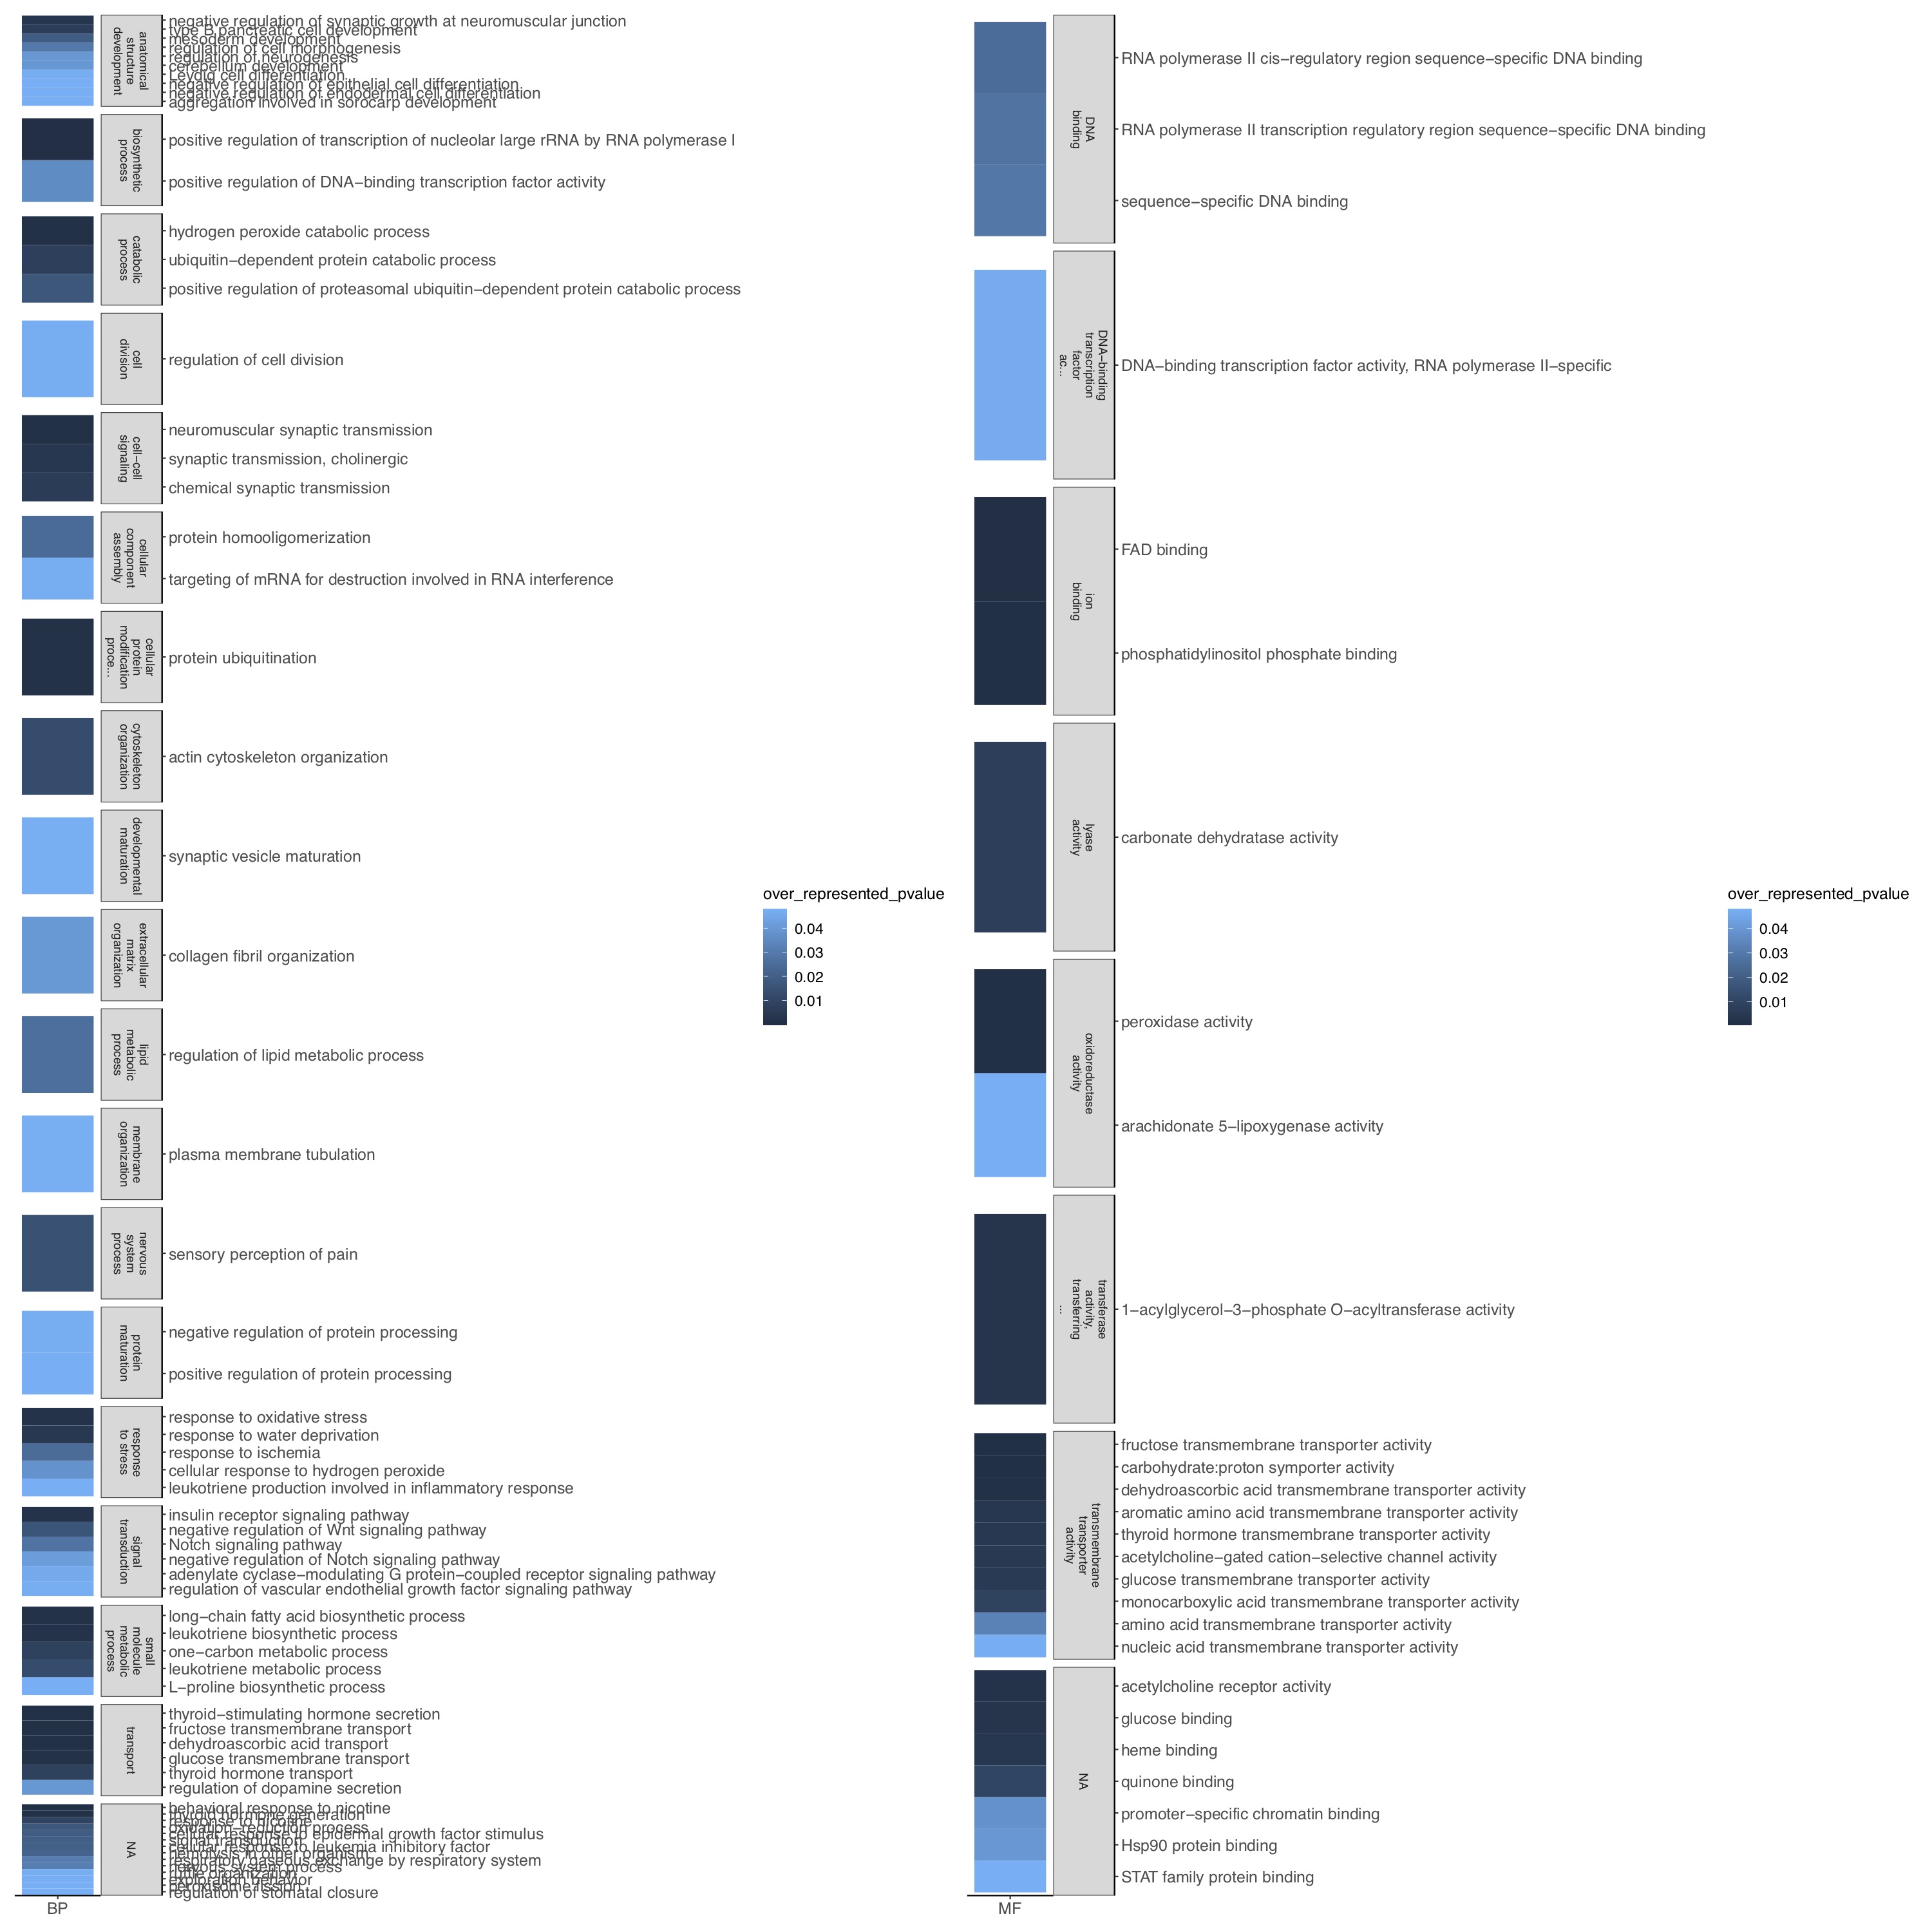 anatomical
structure
development
negative regulation of synaptic growth at neuromuscular junction
type B pancreatic cell development
mesoderm development
regulation of cell morphogenesis
regulation of neurogenesis
cerebellum development
Leydig cell differentiation
negative regulation of epithelial cell differentiation
negative regulation of endodermal cell differentiation
aggregation involved in sorocarp development
biosynthetic
process
positive regulation of transcription of nucleolar large rRNA by RNA polymerase I
positive regulation of DNA−binding transcription factor activity
catabolic
process
hydrogen peroxide catabolic process
ubiquitin−dependent protein catabolic process
positive regulation of proteasomal ubiquitin−dependent protein catabolic process
cell
division
regulation of cell division
cell−cell
signaling
neuromuscular synaptic transmission
synaptic transmission, cholinergic
chemical synaptic transmission
cellular
component
assembly
protein homooligomerization
targeting of mRNA for destruction involved in RNA interference
cellular
protein
modification
proce...
protein ubiquitination
cytoskeleton
organization
actin cytoskeleton organization
developmental
maturation
synaptic vesicle maturation
extracellular
matrix
organization
collagen fibril organization
lipid
metabolic
process
regulation of lipid metabolic process
membrane
organization
plasma membrane tubulation
nervous
system
process
sensory perception of pain
protein
maturation
negative regulation of protein processing
positive regulation of protein processing
response
to stress
response to oxidative stress
response to water deprivation
response to ischemia
cellular response to hydrogen peroxide
leukotriene production involved in inflammatory response
signal
transduction
insulin receptor signaling pathway
negative regulation of Wnt signaling pathway
Notch signaling pathway
negative regulation of Notch signaling pathway
adenylate cyclase−modulating G protein−coupled receptor signaling pathway
regulation of vascular endothelial growth factor signaling pathway
small
molecule
metabolic
process
long−chain fatty acid biosynthetic process
leukotriene biosynthetic process
one−carbon metabolic process
leukotriene metabolic process
L−proline biosynthetic process
transport
thyroid−stimulating hormone secretion
fructose transmembrane transport
dehydroascorbic acid transport
glucose transmembrane transport
thyroid hormone transport
regulation of dopamine secretion
NA
behavioral response to nicotine
thyroid hormone generation
response to nicotine
oxidation−reduction process
cellular response to epidermal growth factor stimulus
signal transduction
cellular response to leukemia inhibitory factor
hemolysis in other organism
respiratory gaseous exchange by respiratory system
nervous system process
ruffle organization
exploration behavior
peroxisome fission
regulation of stomatal closure
BP
over_represented_pvalue
0.04
0.03
0.02
0.01
DNA
binding
RNA polymerase II cis−regulatory region sequence−specific DNA binding
RNA polymerase II transcription regulatory region sequence−specific DNA binding
sequence−specific DNA binding
DNA−binding
transcription
factor
ac...
DNA−binding transcription factor activity, RNA polymerase II−specific
ion
binding
FAD binding
phosphatidylinositol phosphate binding
lyase
activity
carbonate dehydratase activity
oxidoreductase
activity
peroxidase activity
arachidonate 5−lipoxygenase activity
transferase
activity,
transferring
...
1−acylglycerol−3−phosphate O−acyltransferase activity
transmembrane
transporter
activity
fructose transmembrane transporter activity
carbohydrate:proton symporter activity
dehydroascorbic acid transmembrane transporter activity
aromatic amino acid transmembrane transporter activity
thyroid hormone transmembrane transporter activity
acetylcholine−gated cation−selective channel activity
glucose transmembrane transporter activity
monocarboxylic acid transmembrane transporter activity
amino acid transmembrane transporter activity
nucleic acid transmembrane transporter activity
NA
acetylcholine receptor activity
glucose binding
heme binding
quinone binding
promoter−specific chromatin binding
Hsp90 protein binding
STAT family protein binding
MF
over_represented_pvalue
0.04
0.03
0.02
0.01